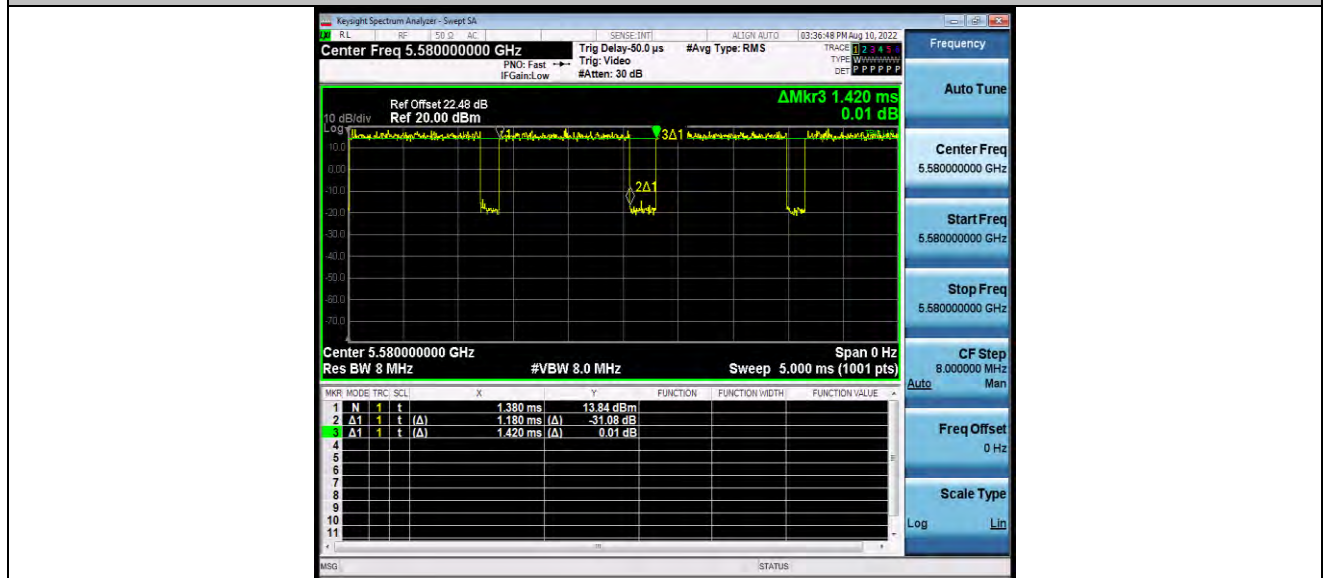 Keysight Spectrum Analyzer - Swept SA
RL RF 50 Ω AC SENSE:INT ALIGN AUTO 03:36:48 PM Aug 10, 2022
Center Freq 5.580000000 GHz
Trig Delay-50.0 µs #Avg Type: RMS TRACE 1 2 3 4 5 6
PNO: Fast Trig: Video TYPE WWWWWW
IFGain:Low #Atten: 30 dB DET P P P P P P
Frequency
Auto Tune
Center Freq
5.580000000 GHz
Start Freq
5.580000000 GHz
Stop Freq
5.580000000 GHz
CF Step
8.000000 MHz
Auto Man
Freq Offset
0 Hz
Scale Type
Log Lin
ΔMkr3 1.420 ms
0.01 dB
Ref Offset 22.48 dB
10 dB/div Ref 20.00 dBm
Log
3Δ1
10.0
0.00
2Δ1
-10.0
-20.0
-30.0
-40.0
-50.0
-60.0
-70.0
Center 5.580000000 GHz Span 0 Hz
Res BW 8 MHz #VBW 8.0 MHz Sweep 5.000 ms (1001 pts)
MKR MODE TRC SCL X Y FUNCTION FUNCTION WIDTH FUNCTION VALUE
1 N 1 t 1.380 ms 13.84 dBm
2 Δ1 1 t (Δ) 1.180 ms (Δ) -31.08 dB
3 Δ1 1 t (Δ) 1.420 ms (Δ) 0.01 dB
4
5
6
7
8
9
10
11
MSG STATUS